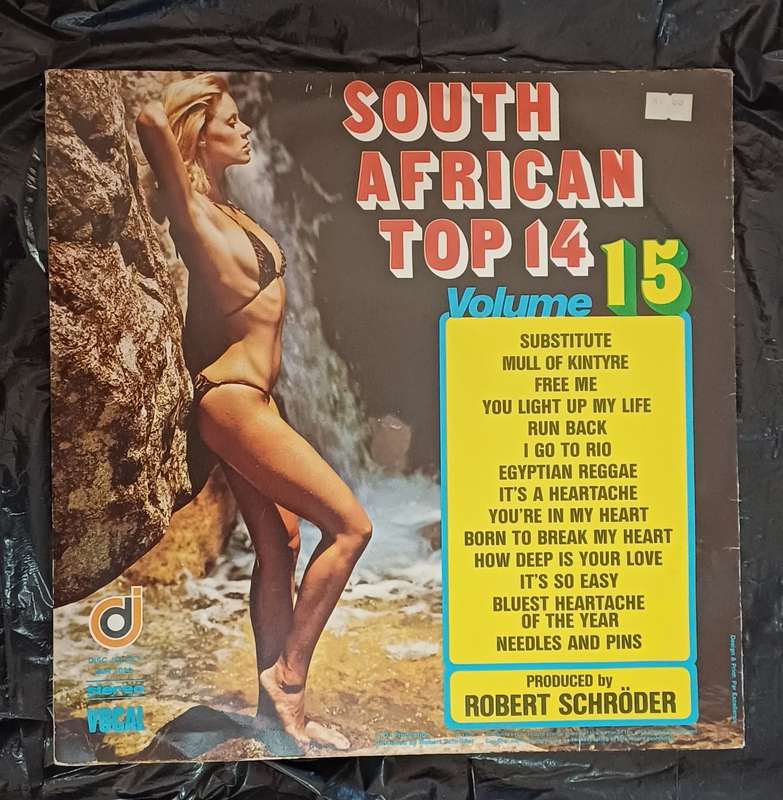 SOUTH
AFRICAN
TOP 14
Volume 15
SUBSTITUTE
MULL OF KINTYRE
FREE ME
YOU LIGHT UP MY LIFE
RUN BACK
I GO TO RIO
EGYPTIAN REGGAE
IT'S A HEARTACHE
YOU'RE IN MY HEART
BORN TO BREAK MY HEART
HOW DEEP IS YOUR LOVE
IT'S SO EASY
BLUEST HEARTACHE
OF THE YEAR
NEEDLES AND PINS
PRODUCED by
ROBERT SCHRÖDER
dj
stereo
VOCAL